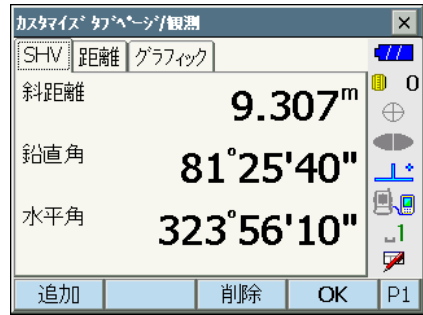 ｶｽﾀﾏｲｽﾞ ﾀﾌﾞﾍﾟｰｼﾞ/観測
SHV 距離 ｸﾞﾗﾌｨｯｸ
斜距離 9.307m
0
鉛直角 81°25'40"
水平角 323°56'10"
1
追加 削除 OK P1